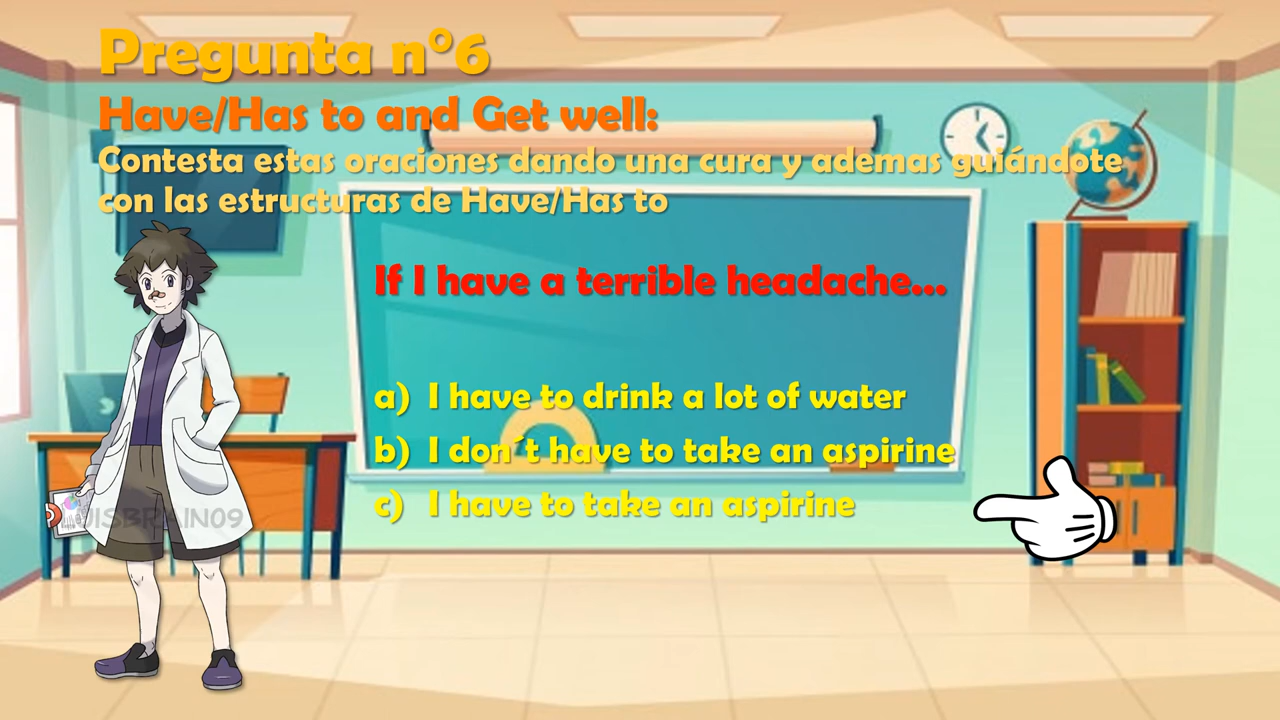 Pregunta n°6
Have/Has to and Get well:
Contesta estas oraciones dando una cura y ademas guiándote
con las estructuras de Have/Has to
If I have a terrible headache...
a) I have to drink a lot of water
b) I don´t have to take an aspirine
c) I have to take an aspirine
LUISBRAIN09